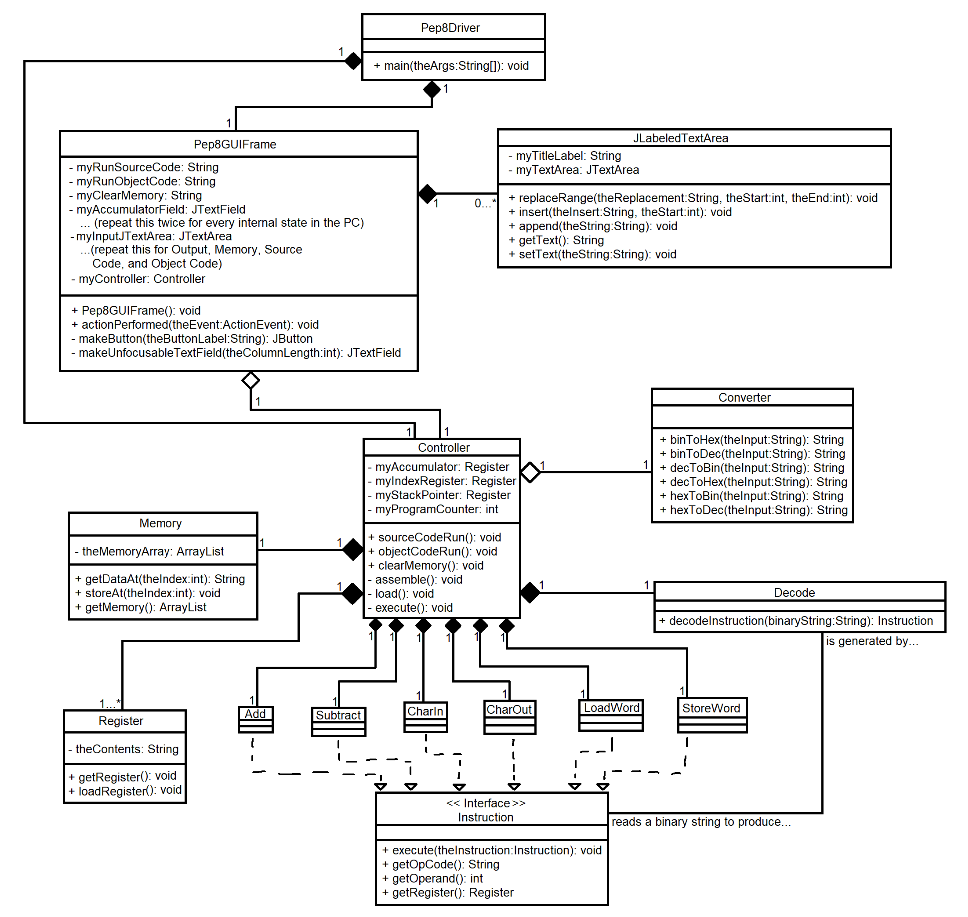 Pep8Driver
+ main(theArgs:String[]): void
1
1
1
Pep8GUIFrame
- myRunSourceCode: String
- myRunObjectCode: String
- myClearMemory: String
- myAccumulatorField: JTextField
... (repeat this twice for every internal state in the PC)
- myInputJTextArea: JTextArea
...(repeat this for Output, Memory, Source
Code, and Object Code)
- myController: Controller
+ Pep8GUIFrame(): void
+ actionPerformed(theEvent:ActionEvent): void
- makeButton(theButtonLabel:String): JButton
- makeUnfocusableTextField(theColumnLength:int): JTextField
1
0...*
JLabeledTextArea
- myTitleLabel: String
- myTextArea: JTextArea
+ replaceRange(theReplacement:String, theStart:int, theEnd:int): void
+ insert(theInsert:String, theStart:int): void
+ append(theString:String): void
+ getText(): String
+ setText(theString:String): void
1
1
1
Controller
- myAccumulator: Register
- myIndexRegister: Register
- myStackPointer: Register
- myProgramCounter: int
+ sourceCodeRun(): void
+ objectCodeRun(): void
+ clearMemory(): void
- assemble(): void
- load(): void
- execute(): void
1
1
Converter
+ binToHex(theInput:String): String
+ binToDec(theInput:String): String
+ decToBin(theInput:String): String
+ decToHex(theInput:String): String
+ hexToBin(theInput:String): String
+ hexToDec(theInput:String): String
Memory
- theMemoryArray: ArrayList
+ getDataAt(theIndex:int): String
+ storeAt(theIndex:int): void
+ getMemory(): ArrayList
1
1
1
1...*
Register
- theContents: String
+ getRegister(): void
+ loadRegister(): void
1
1
Decode
+ decodeInstruction(binaryString:String): Instruction
is generated by...
1
1
1
1
1
1
1
1
1
1
1
1
Add
Subtract
CharIn
CharOut
LoadWord
StoreWord
<< Interface >>
Instruction
+ execute(theInstruction:Instruction): void
+ getOpCode(): String
+ getOperand(): int
+ getRegister(): Register
reads a binary string to produce...